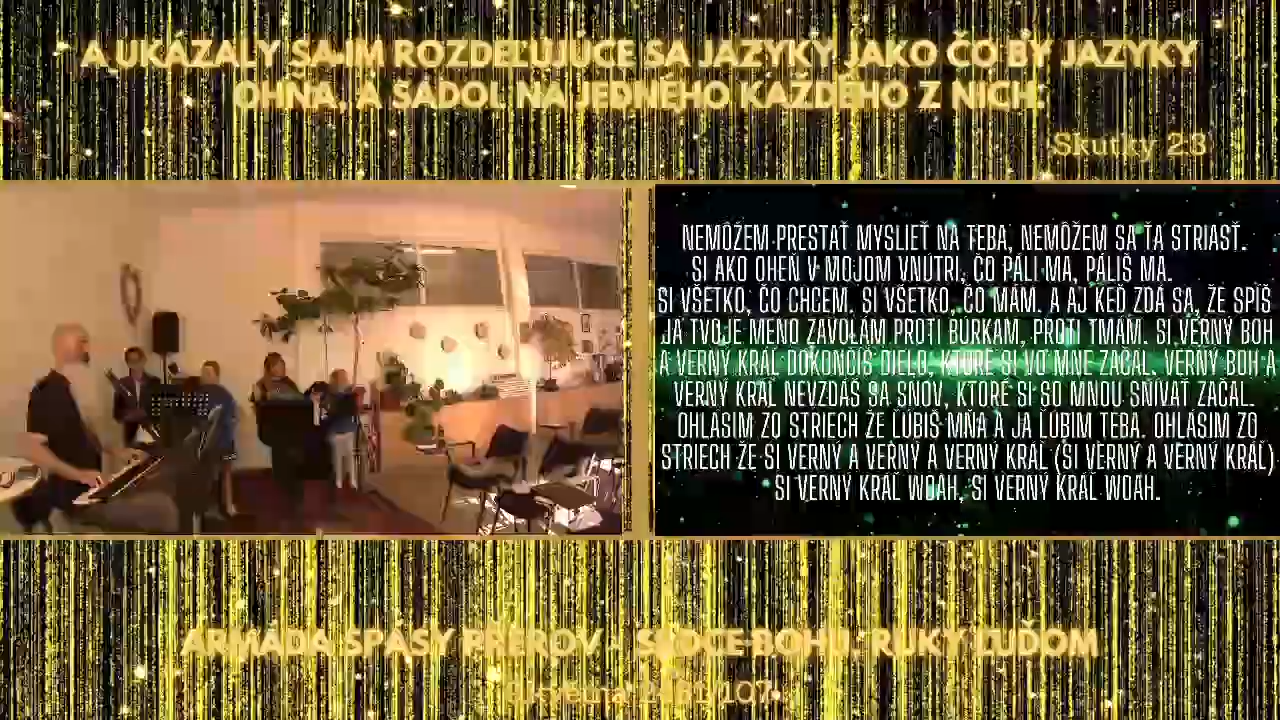 A UKÁZALY SA IM ROZDEĽUJÚCE SA JAZYKY JAKO ČO BY JAZYKY
OHŇA, A SADOL NA JEDNÉHO KAŽDÉHO Z NICH.
Skutky 2:3
NEMÔŽEM PRESTAŤ MYSLIEŤ NA TEBA, NEMÔŽEM SA ŤA STRIASŤ.
SI AKO OHEŇ V MOJOM VNÚTRI, ČO PÁLI MA, PÁLIŠ MA.
SI VŠETKO, ČO CHCEM, SI VŠETKO, ČO MÁM. A AJ KEĎ ZDÁ SA, ŽE SPÍŠ
JA TVOJE MENO ZAVOLÁM PROTI BÚRKAM, PROTI TMÁM. SI VERNÝ BOH
A VERNÝ KRÁĽ DOKONČÍŠ DIELO, KTORÉ SI VO MNE ZAČAL. VERNÝ BOH A
VERNÝ KRÁĽ NEVZDÁŠ SA SNOV, KTORÉ SI SO MNOU SNÍVAŤ ZAČAL.
OHLÁSIM ZO STRIECH ŽE ĽÚBIŠ MŇA A JA ĽÚBIM TEBA. OHLÁSIM ZO
STRIECH ŽE SI VERNÝ A VERNÝ A VERNÝ KRÁĽ (SI VERNÝ A VERNÝ KRÁĽ)
SI VERNÝ KRÁĽ WOAH, SI VERNÝ KRÁĽ WOAH.
ARMÁDA SPÁSY PŘEROV - SRDCE BOHU, RUKY ĽUĎOM